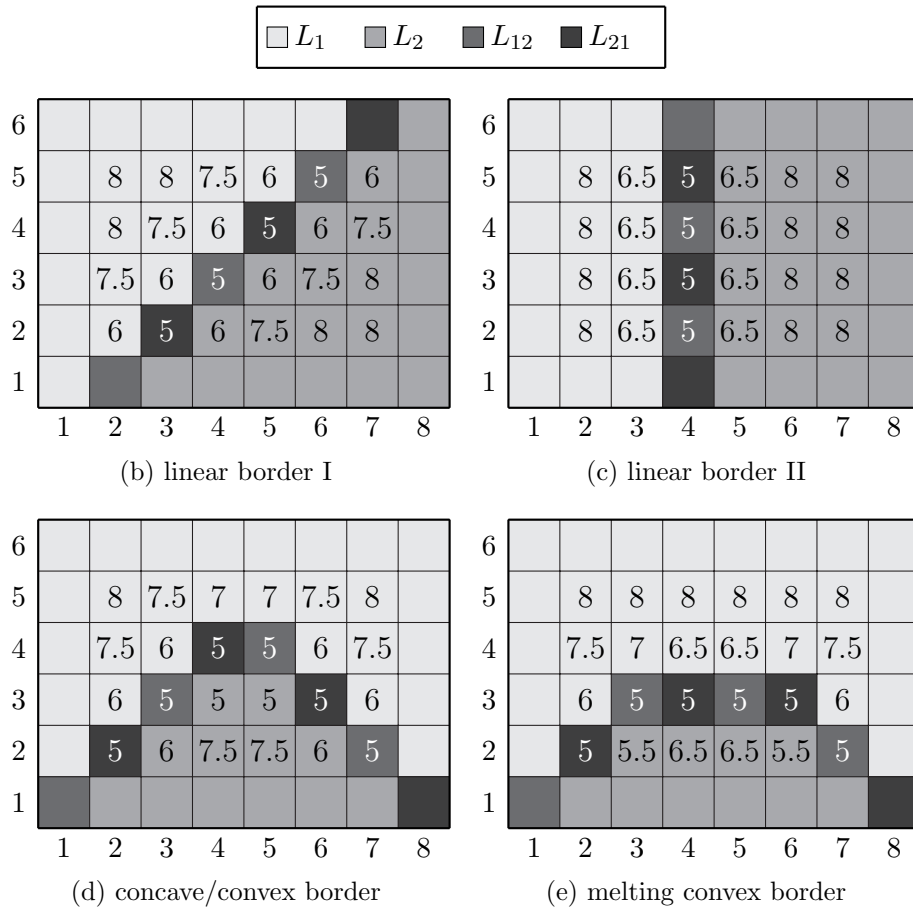 L1 L2 L12 L21
6
5 8 8 7.5 6 5 6
4 8 7.5 6 5 6 7.5
3 7.5 6 5 6 7.5 8
2 6 5 6 7.5 8 8
1
1 2 3 4 5 6 7 8
(b) linear border I
6
5 8 6.5 5 6.5 8 8
4 8 6.5 5 6.5 8 8
3 8 6.5 5 6.5 8 8
2 8 6.5 5 6.5 8 8
1
1 2 3 4 5 6 7 8
(c) linear border II
6
5 8 7.5 7 7 7.5 8
4 7.5 6 5 5 6 7.5
3 6 5 5 5 5 6
2 5 6 7.5 7.5 6 5
1
1 2 3 4 5 6 7 8
(d) concave/convex border
6
5 8 8 8 8 8 8
4 7.5 7 6.5 6.5 7 7.5
3 6 5 5 5 5 6
2 5 5.5 6.5 6.5 5.5 5
1
1 2 3 4 5 6 7 8
(e) melting convex border